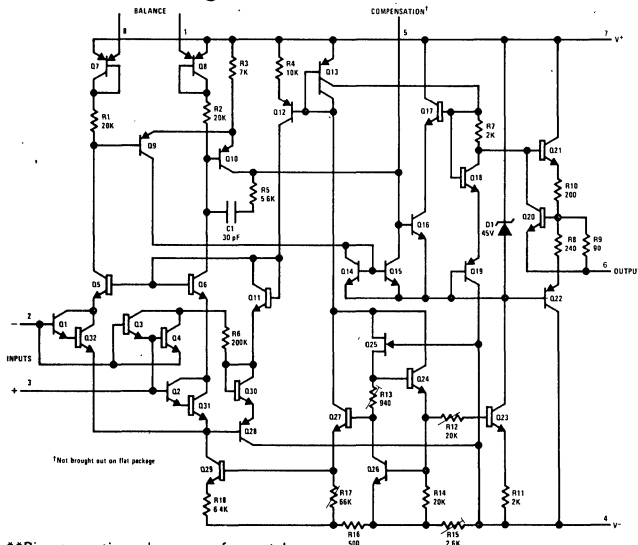 BALANCE
COMPENSATION†
8
1
5
7 V+
Q7
Q8
R3
7K
R4
10K
Q13
Q12
Q17
R7
2K
Q21
R1
20K
R2
20K
Q9
Q10
R5
5.6K
C1
30 pF
Q18
R10
200
Q20
Q16
D1
45V
R8
240
R9
90
Q14
Q15
Q19
6 OUTPUT
Q22
Q5
Q6
Q11
Q25
- 2
Q1
Q3
Q4
Q32
R6
200K
INPUTS
+ 3
Q2
Q31
Q30
Q28
R13
940
Q24
Q27
R12
20K
Q23
†Not brought out on flat package
Q29
Q26
R18
6.4K
R17
66K
R14
20K
R11
2K
4 V-
R16
500
R15
2.6K